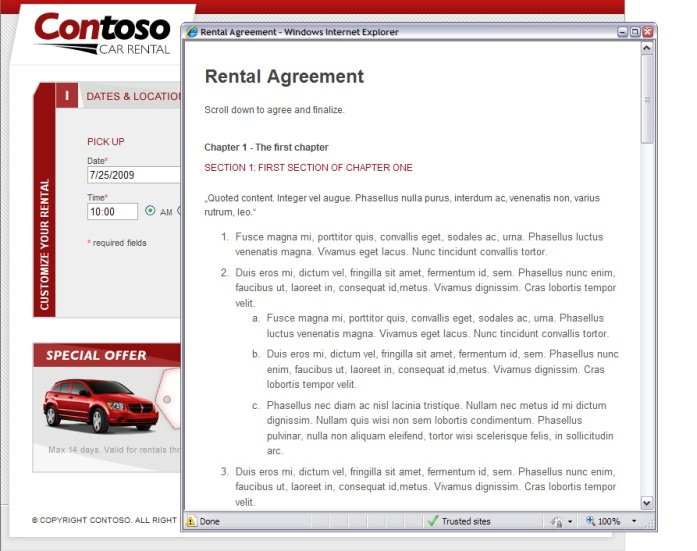 Contoso
CAR RENTAL
I DATES & LOCATIO
CUSTOMIZE YOUR RENTAL
PICK UP
Date*
7/25/2009
Time*
10:00 AM
* required fields
SPECIAL OFFER
Max 14 days. Valid for rentals thr
© COPYRIGHT CONTOSO. ALL RIGHT
Rental Agreement - Windows Internet Explorer
Rental Agreement
Scroll down to agree and finalize.
Chapter 1 - The first chapter
SECTION 1: FIRST SECTION OF CHAPTER ONE
„Quoted content. Integer vel augue. Phasellus nulla purus, interdum ac, venenatis non, varius
rutrum, leo.“
1. Fusce magna mi, porttitor quis, convallis eget, sodales ac, urna. Phasellus luctus
venenatis magna. Vivamus eget lacus. Nunc tincidunt convallis tortor.
2. Duis eros mi, dictum vel, fringilla sit amet, fermentum id, sem. Phasellus nunc enim,
faucibus ut, laoreet in, consequat id,metus. Vivamus dignissim. Cras lobortis tempor
velit.
a. Fusce magna mi, porttitor quis, convallis eget, sodales ac, urna. Phasellus
luctus venenatis magna. Vivamus eget lacus. Nunc tincidunt convallis tortor.
b. Duis eros mi, dictum vel, fringilla sit amet, fermentum id, sem. Phasellus nunc
enim, faucibus ut, laoreet in, consequat id,metus. Vivamus dignissim. Cras
lobortis tempor velit.
c. Phasellus nec diam ac nisl lacinia tristique. Nullam nec metus id mi dictum
dignissim. Nullam quis wisi non sem lobortis condimentum. Phasellus
pulvinar, nulla non aliquam eleifend, tortor wisi scelerisque felis, in sollicitudin
arc.
3. Duis eros mi, dictum vel, fringilla sit amet, fermentum id, sem. Phasellus nunc enim,
faucibus ut, laoreet in, consequat id,metus. Vivamus dignissim. Cras lobortis tempor
velit.
Done
Trusted sites
100%